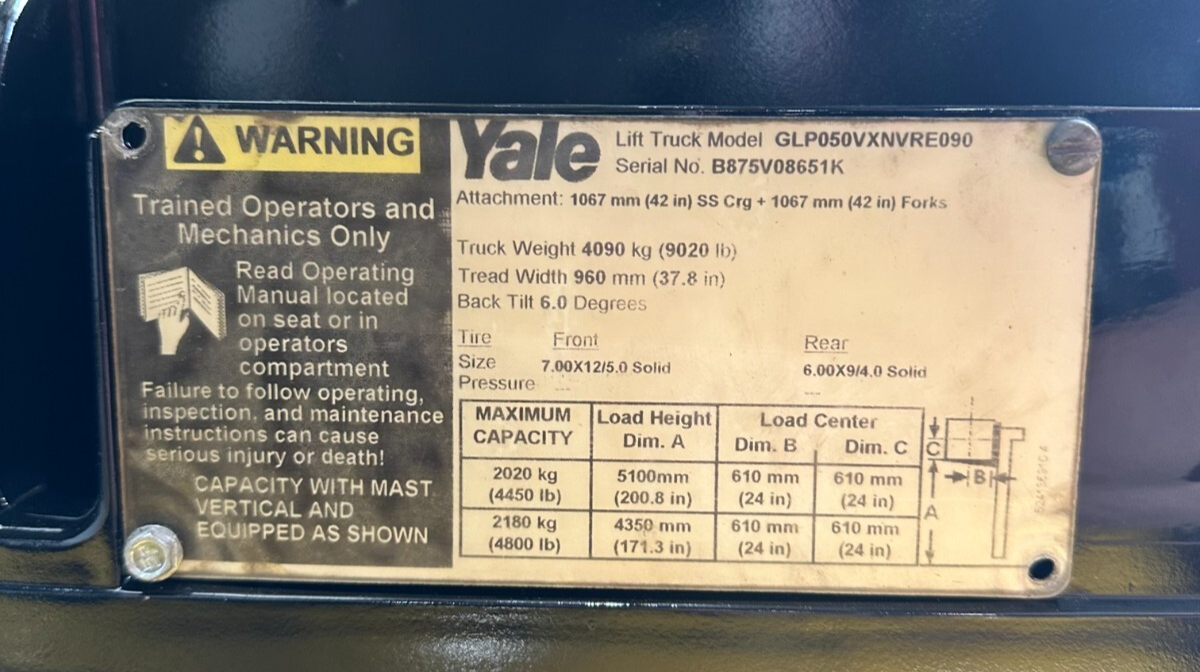 WARNING
Trained Operators and
Mechanics Only
Read Operating
Manual located
on seat or in
operators
compartment
Failure to follow operating,
inspection, and maintenance
instructions can cause
serious injury or death!
CAPACITY WITH MAST
VERTICAL AND
EQUIPPED AS SHOWN
Yale
Lift Truck Model GLP050VXNVRE090
Serial No. B875V08651K
Attachment: 1067 mm (42 in) SS Crg + 1067 mm (42 in) Forks
Truck Weight 4090 kg (9020 lb)
Tread Width 960 mm (37.8 in)
Back Tilt 6.0 Degrees
Tire Front Rear
Size 7.00X12/5.0 Solid 6.00X9/4.0 Solid
Pressure --- ---
MAXIMUM CAPACITY Load Height Dim. A Load Center Dim. B Dim. C
2020 kg 5100mm 610 mm 610 mm
(4450 lb) (200.8 in) (24 in) (24 in)
2180 kg 4350 mm 610 mm 610 mm
(4800 lb) (171.3 in) (24 in) (24 in)
C
B
A